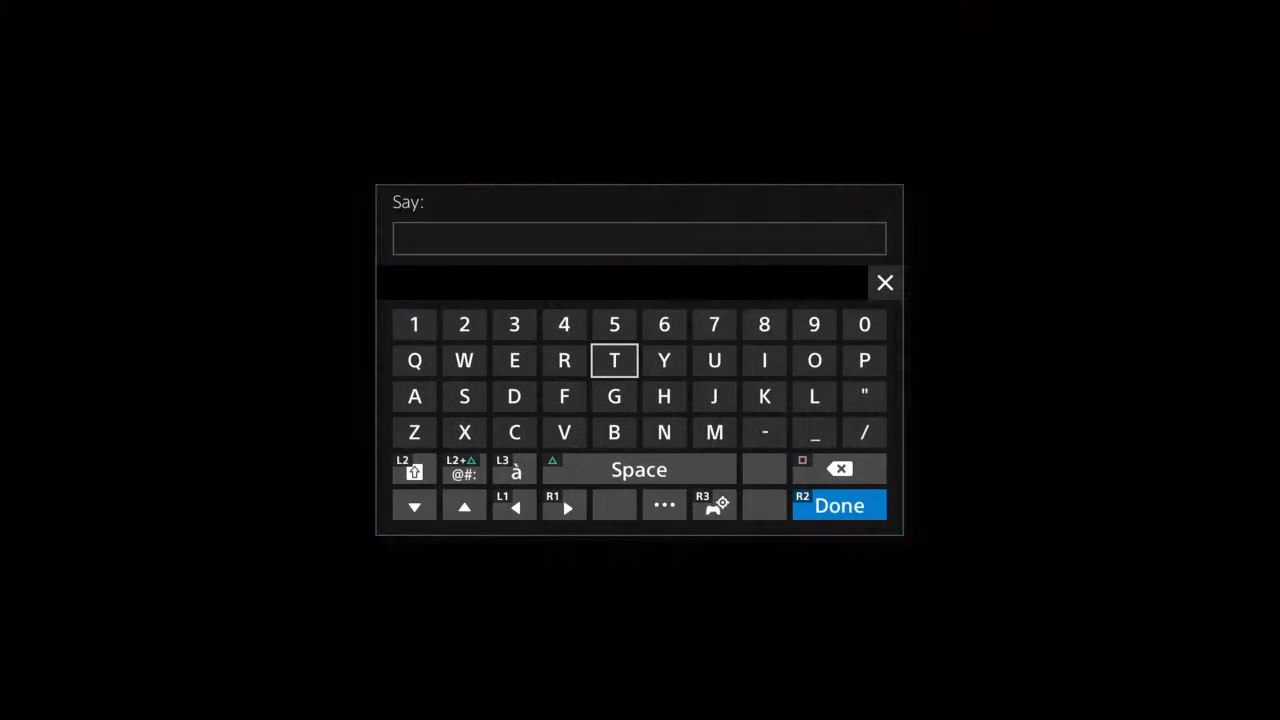 Say:
1 2 3 4 5 6 7 8 9 0
Q W E R T Y U I O P
A S D F G H J K L "
Z X C V B N M - _ /
L2 L2+△ @#: L3 à △ Space □
L1 R1 ... R3 R2 Done